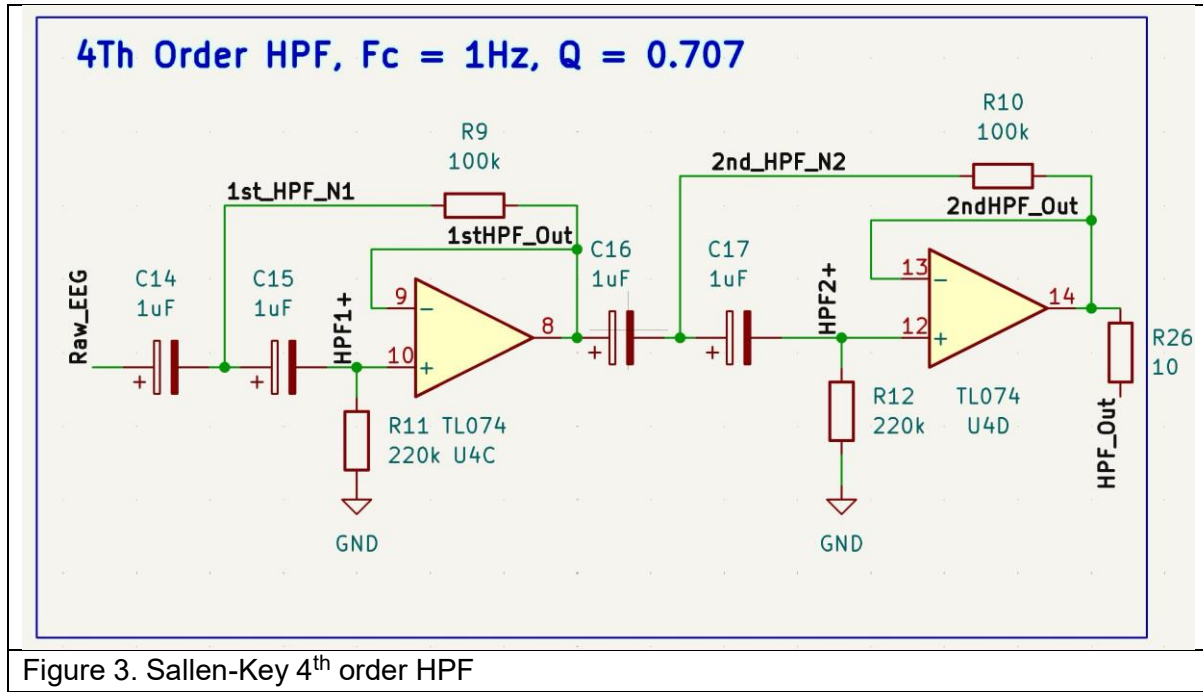 4Th Order HPF, Fc = 1Hz, Q = 0.707
R10
100k
R9
100k
2nd_HPF_N2
1st_HPF_N1
2ndHPF_Out
1stHPF_Out
C16
1uF
C17
1uF
C14
1uF
C15
1uF
Raw_EEG
HPF1+
HPF2+
9
−
10
+
8
13
−
12
+
14
+
+
+
+
R26
10
R11 TL074
220k U4C
R12
220k
TL074
U4D
HPF_Out
GND
GND
Figure 3. Sallen-Key 4th order HPF